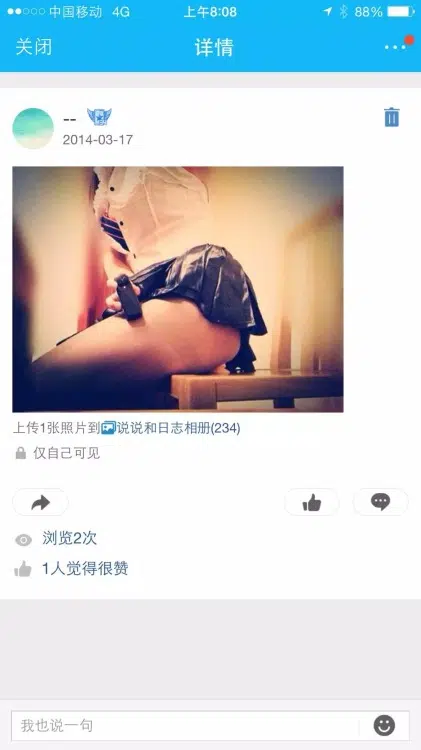 中国移动 4G 上午8:08 88%
关闭 详情
--
2014-03-17
上传1张照片到说说和日志相册(234)
仅自己可见
浏览2次
1人觉得很赞
我也说一句